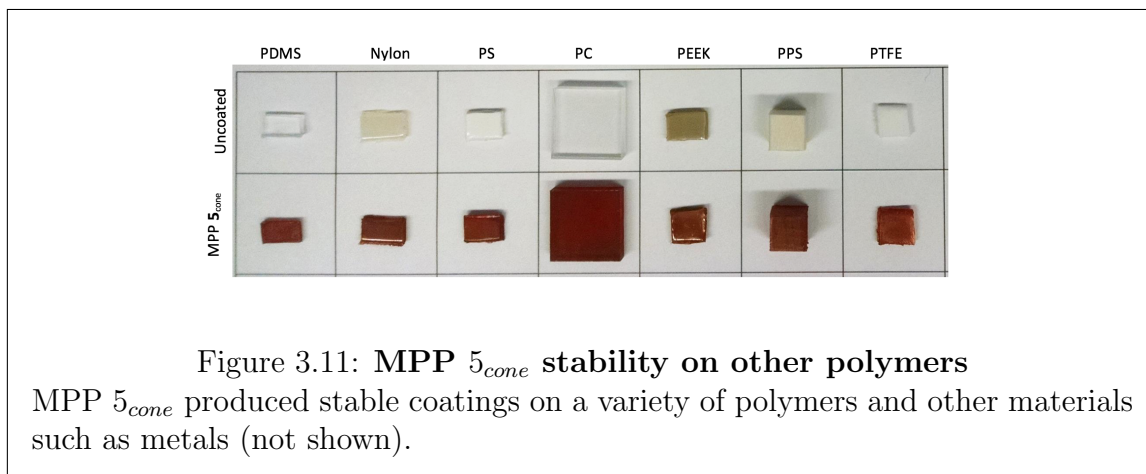 PDMS Nylon PS PC PEEK PPS PTFE
Uncoated
MPP 5cone
Figure 3.11: MPP 5cone stability on other polymers
MPP 5cone produced stable coatings on a variety of polymers and other materials
such as metals (not shown).